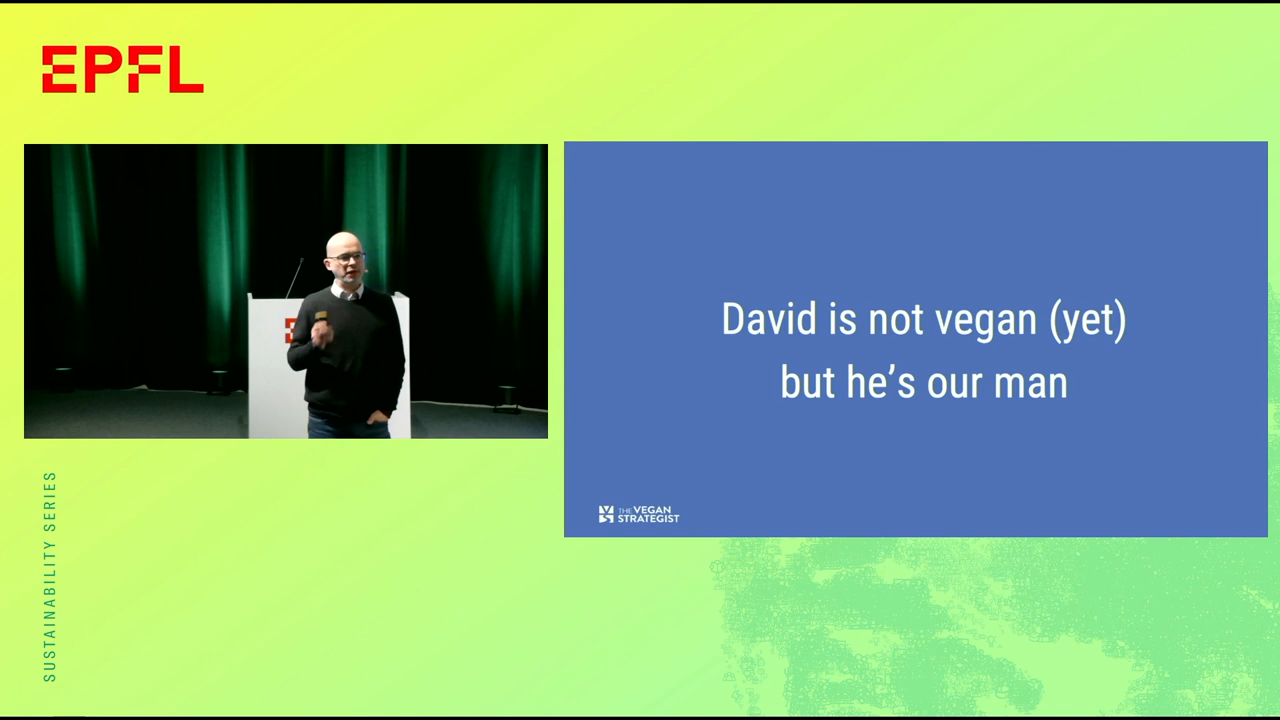 EPFL
David is not vegan (yet)
but he’s our man
THE VEGAN
STRATEGIST
SUSTAINABILITY SERIES